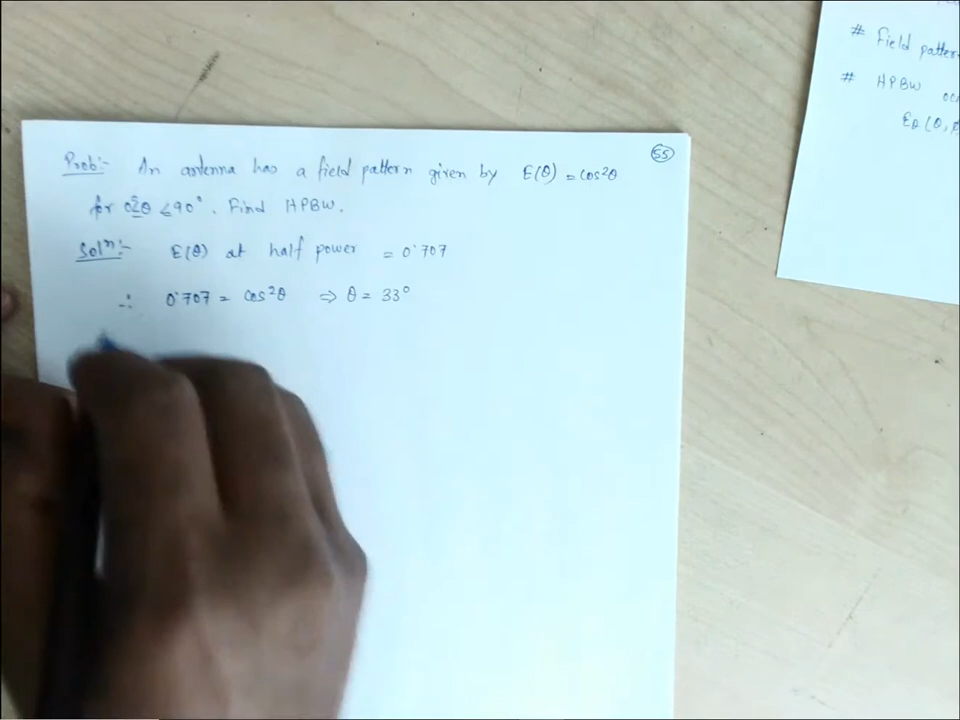 Prob:- An antenna has a field pattern given by E(θ) = cos²θ
for 0≤θ ≤90°. Find HPBW.
55
Solⁿ:- E(θ) at half power = 0.707
∴ 0.707 = cos²θ ⇒ θ = 33°
# Field patter
# HPBW
Eθ(θ,